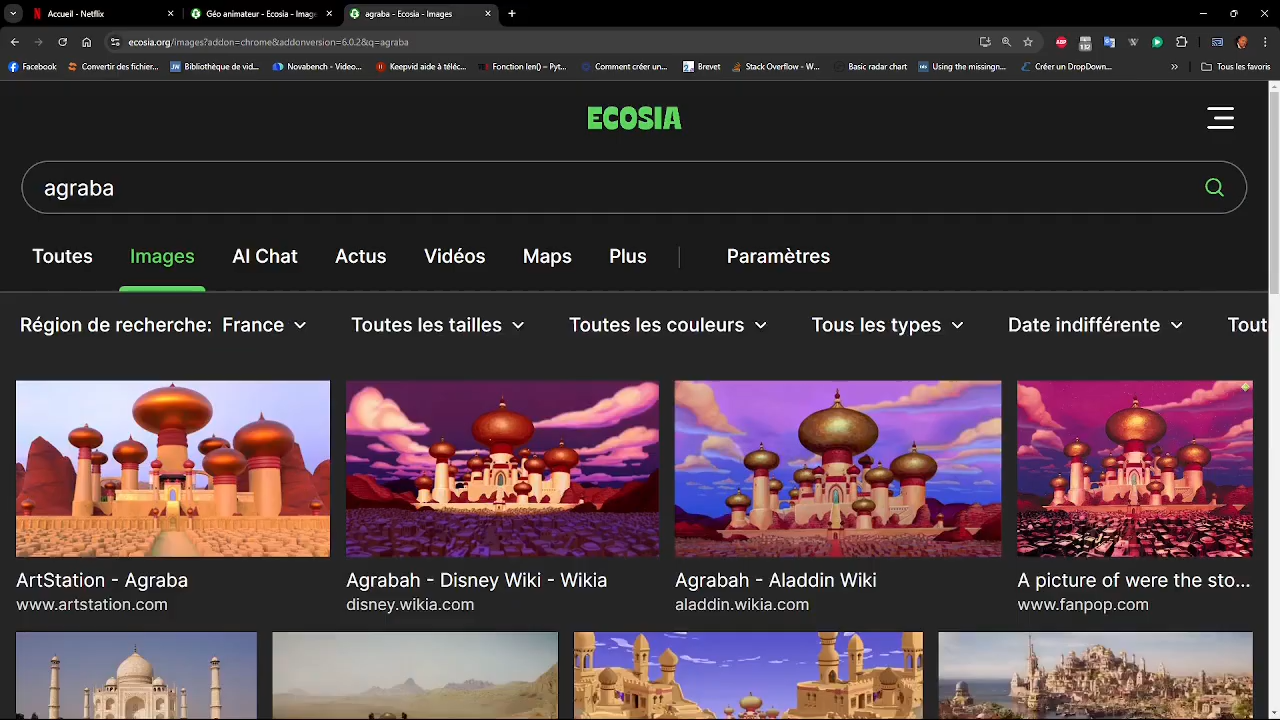 Accueil - Netflix
Géo animateur - Ecosia - Image
agraba - Ecosia - Images
ecosia.org/images?addon=chrome&addonversion=6.0.2&q=agraba
112
Facebook
Convertir des fichier...
Bibliothèque de vid...
Novabench - Video...
Keepvid aide à téléc...
Fonction len() – Pyt...
Comment créer un...
Brevet
Stack Overflow - W...
Basic radar chart
Using the missingn...
Créer un DropDown...
»
Tous les favoris
ECOSIA
agraba
Toutes
Images
AI Chat
Actus
Vidéos
Maps
Plus
Paramètres
Région de recherche: France
Toutes les tailles
Toutes les couleurs
Tous les types
Date indifférente
Tout
ArtStation - Agraba
www.artstation.com
Agrabah - Disney Wiki - Wikia
disney.wikia.com
Agrabah - Aladdin Wiki
aladdin.wikia.com
A picture of were the sto...
www.fanpop.com